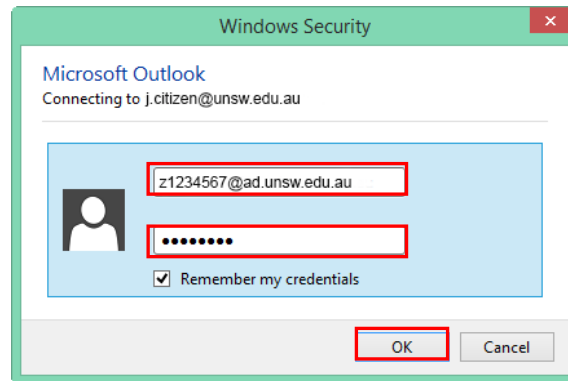 Windows Security
Microsoft Outlook
Connecting to j.citizen@unsw.edu.au
z1234567@ad.unsw.edu.au
••••••••
Remember my credentials
OK
Cancel